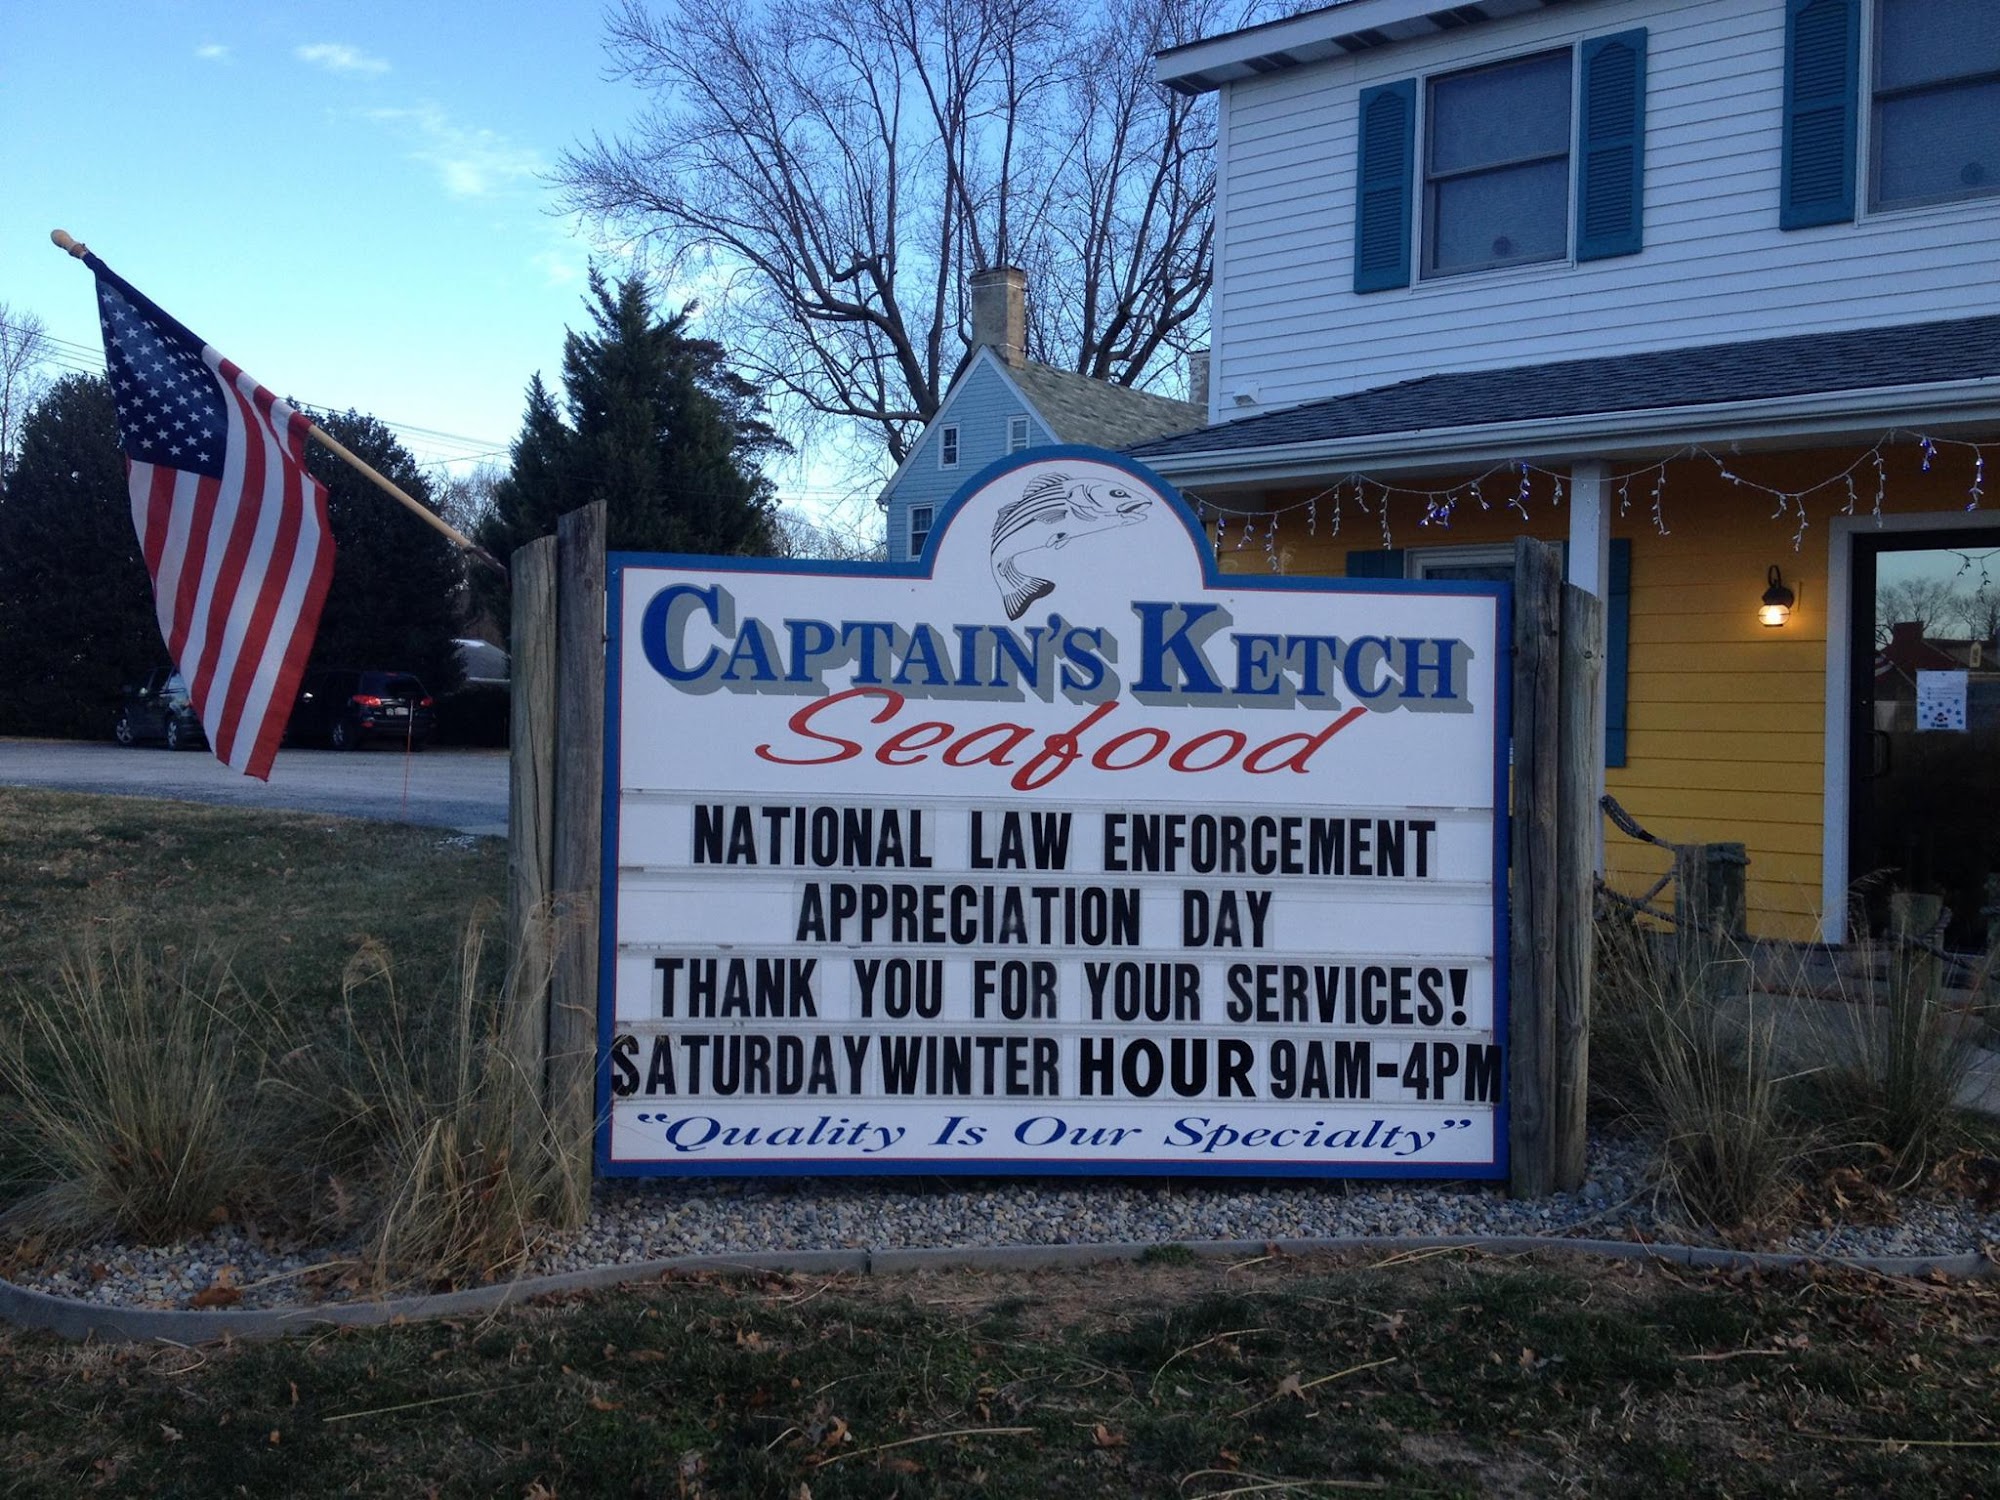 CAPTAIN'S KETCH
Seafood
NATIONAL LAW ENFORCEMENT
APPRECIATION DAY
THANK YOU FOR YOUR SERVICES!
SATURDAY WINTER HOUR 9AM-4PM
"Quality Is Our Specialty"